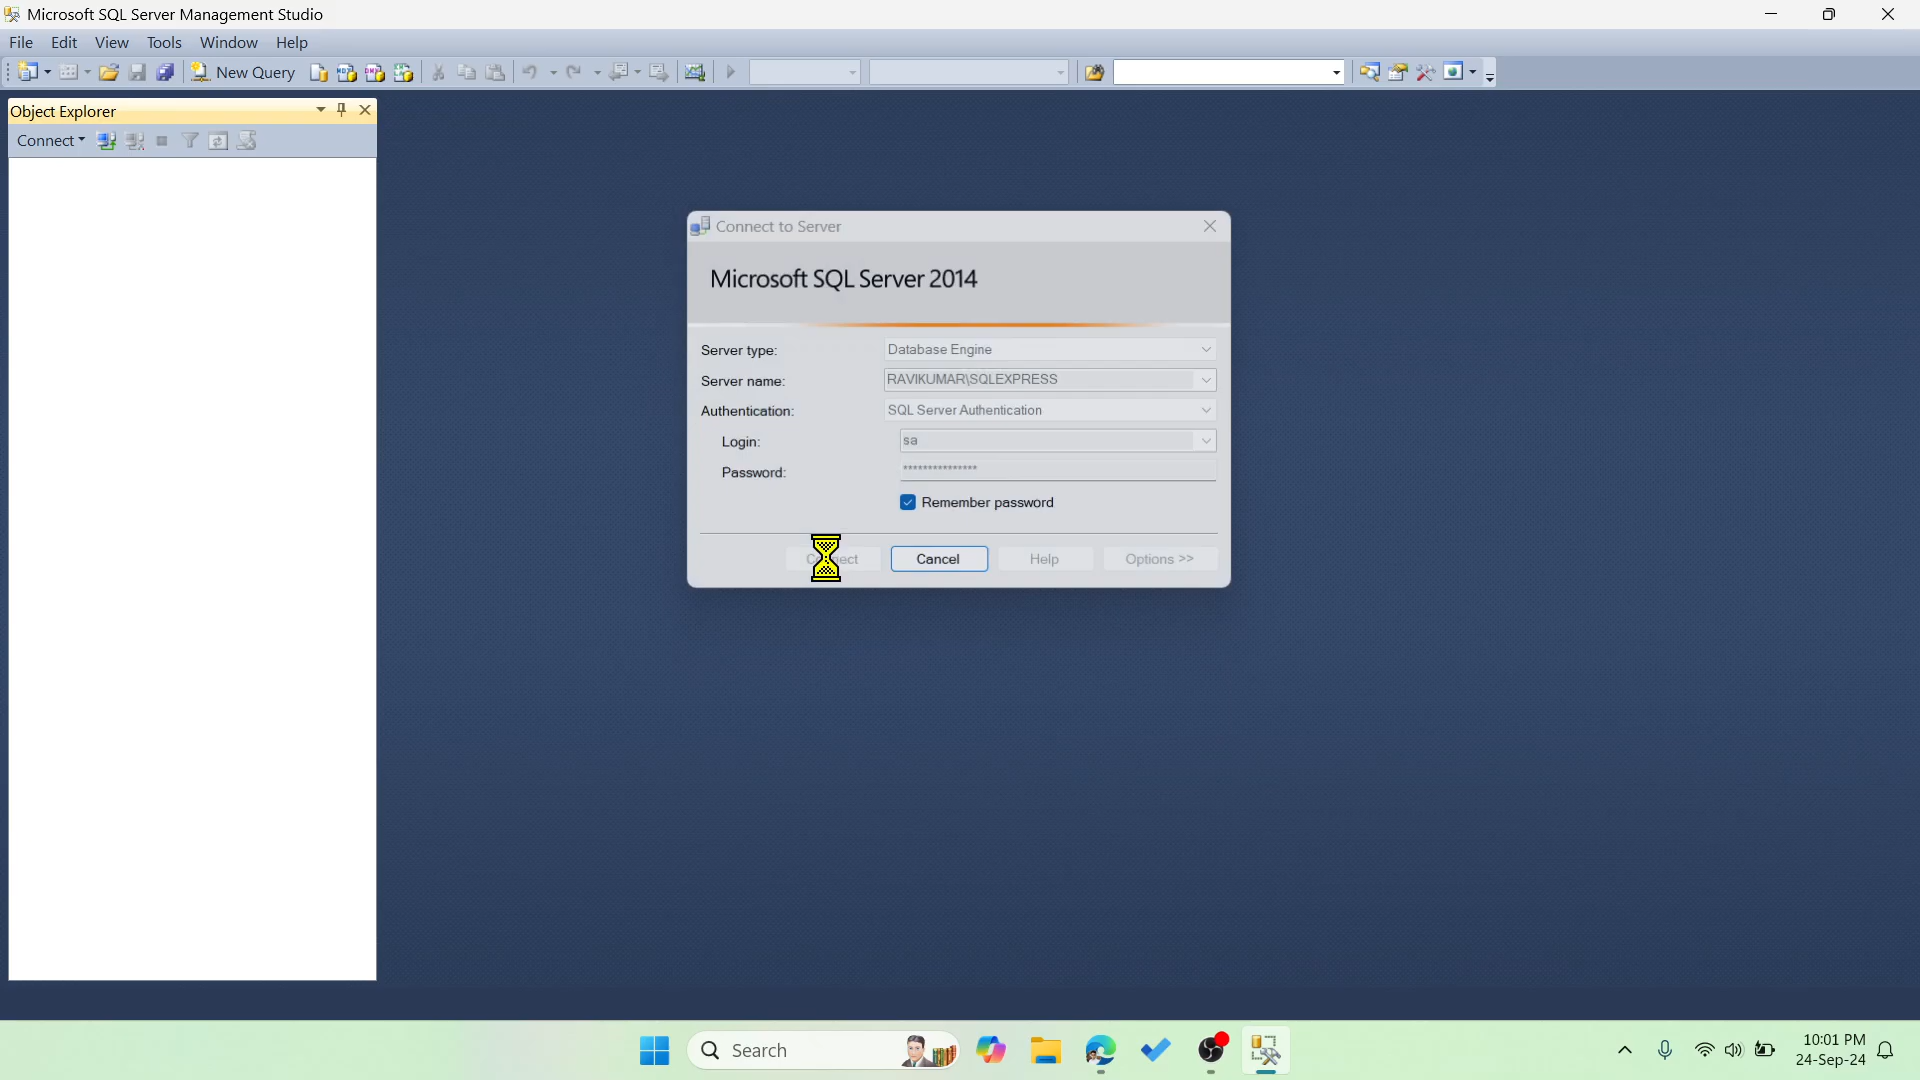 Microsoft SQL Server Management Studio
File Edit View Tools Window Help
New Query
Object Explorer
Connect
Connect to Server
Microsoft SQL Server 2014
Server type: Database Engine
Server name: RAVIKUMAR\SQLEXPRESS
Authentication: SQL Server Authentication
Login: sa
Password: ***************
Remember password
Cancel Help Options >>
Search
10:01 PM
24-Sep-24